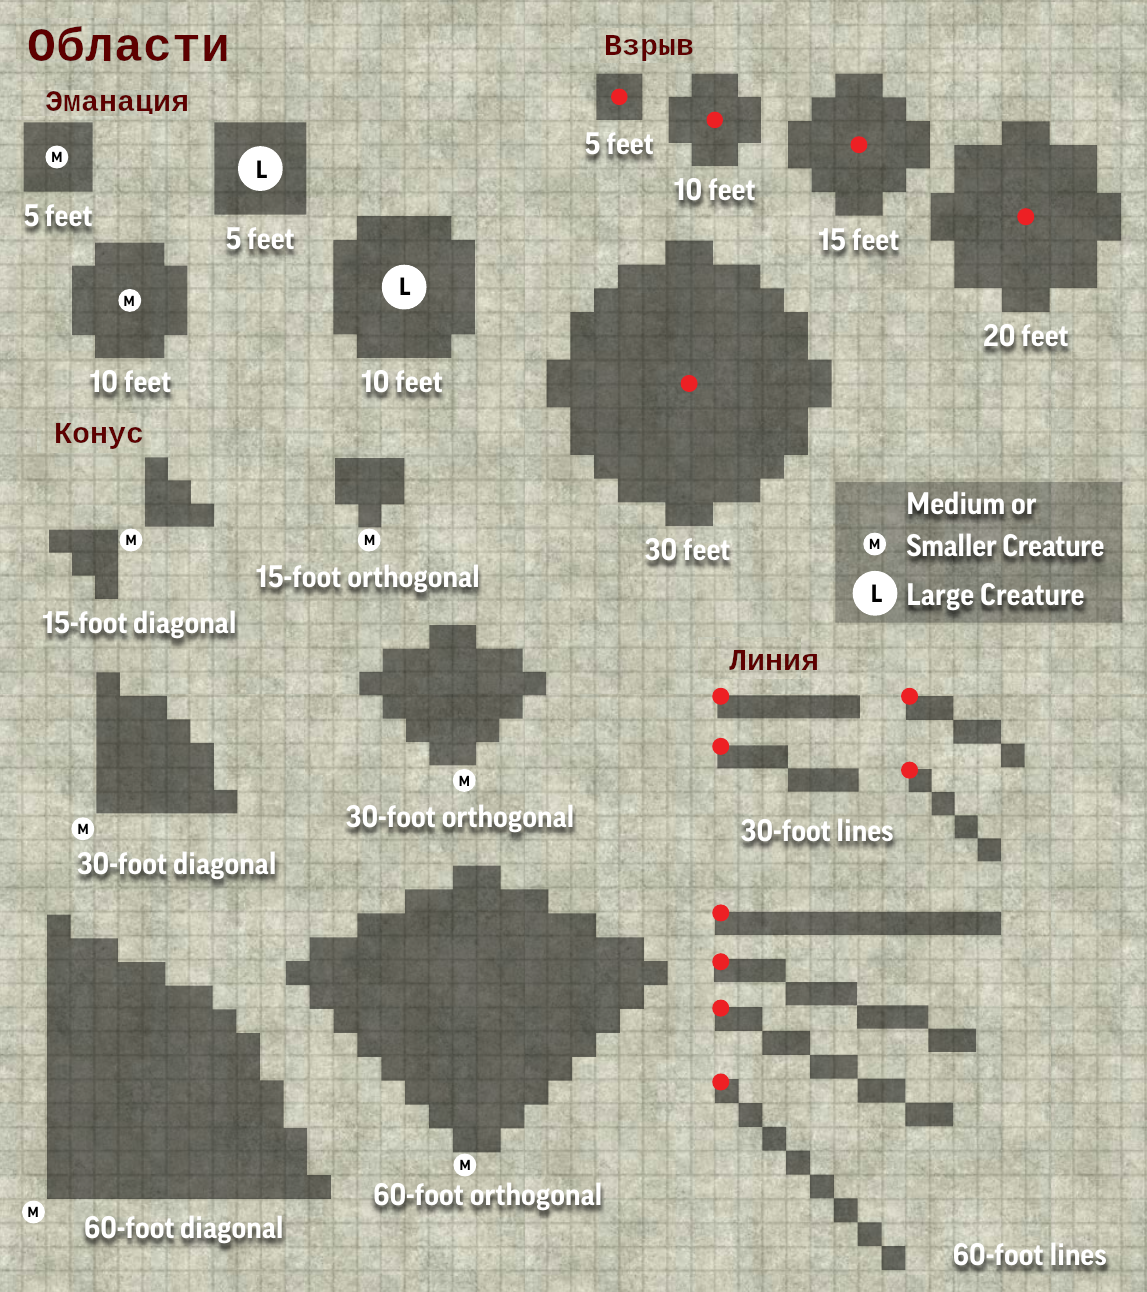 Области
Эманация
M
5 feet
L
5 feet
M
10 feet
L
10 feet
Взрыв
5 feet
10 feet
15 feet
20 feet
30 feet
Конус
M
15-foot diagonal
M
15-foot orthogonal
M
30-foot diagonal
M
30-foot orthogonal
M
60-foot diagonal
M
60-foot orthogonal
Medium or
M Smaller Creature
L Large Creature
Линия
30-foot lines
60-foot lines